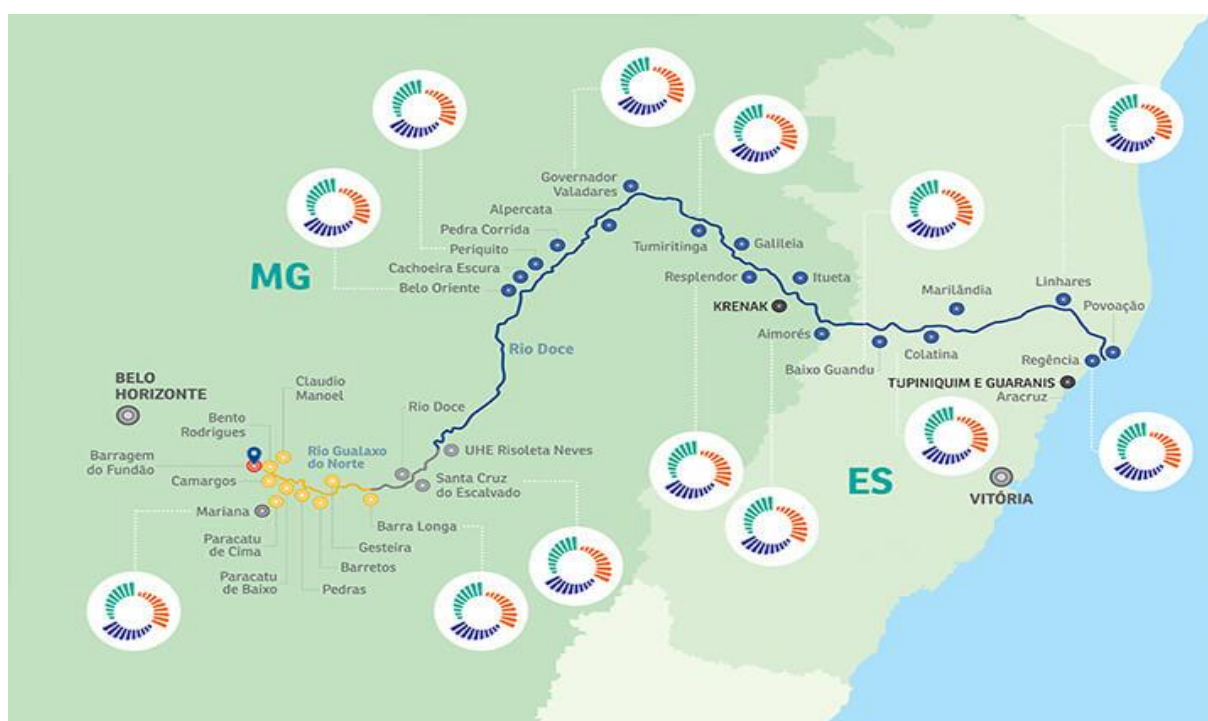 Governador
Valadares
Alpercata
Pedra Corrida
Periquito
Cachoeira Escura
Belo Oriente
MG
Tumiritinga
Galileia
Resplendor
Itueta
KRENAK
Aimorés
Marilândia
Linhares
Povoação
Baixo Guandu
Colatina
Regência
TUPINIQUIM E GUARANIS
Aracruz
Rio Doce
BELO
HORIZONTE
Claudio
Manoel
Bento
Rodrigues
Barragem
do Fundão
Camargos
Rio Gualaxo
do Norte
Rio Doce
UHE Risoleta Neves
Santa Cruz
do Escalvado
Mariana
Paracatu
de Cima
Paracatu
de Baixo
Pedras
Barretos
Gesteira
Barra Longa
ES
VITÓRIA